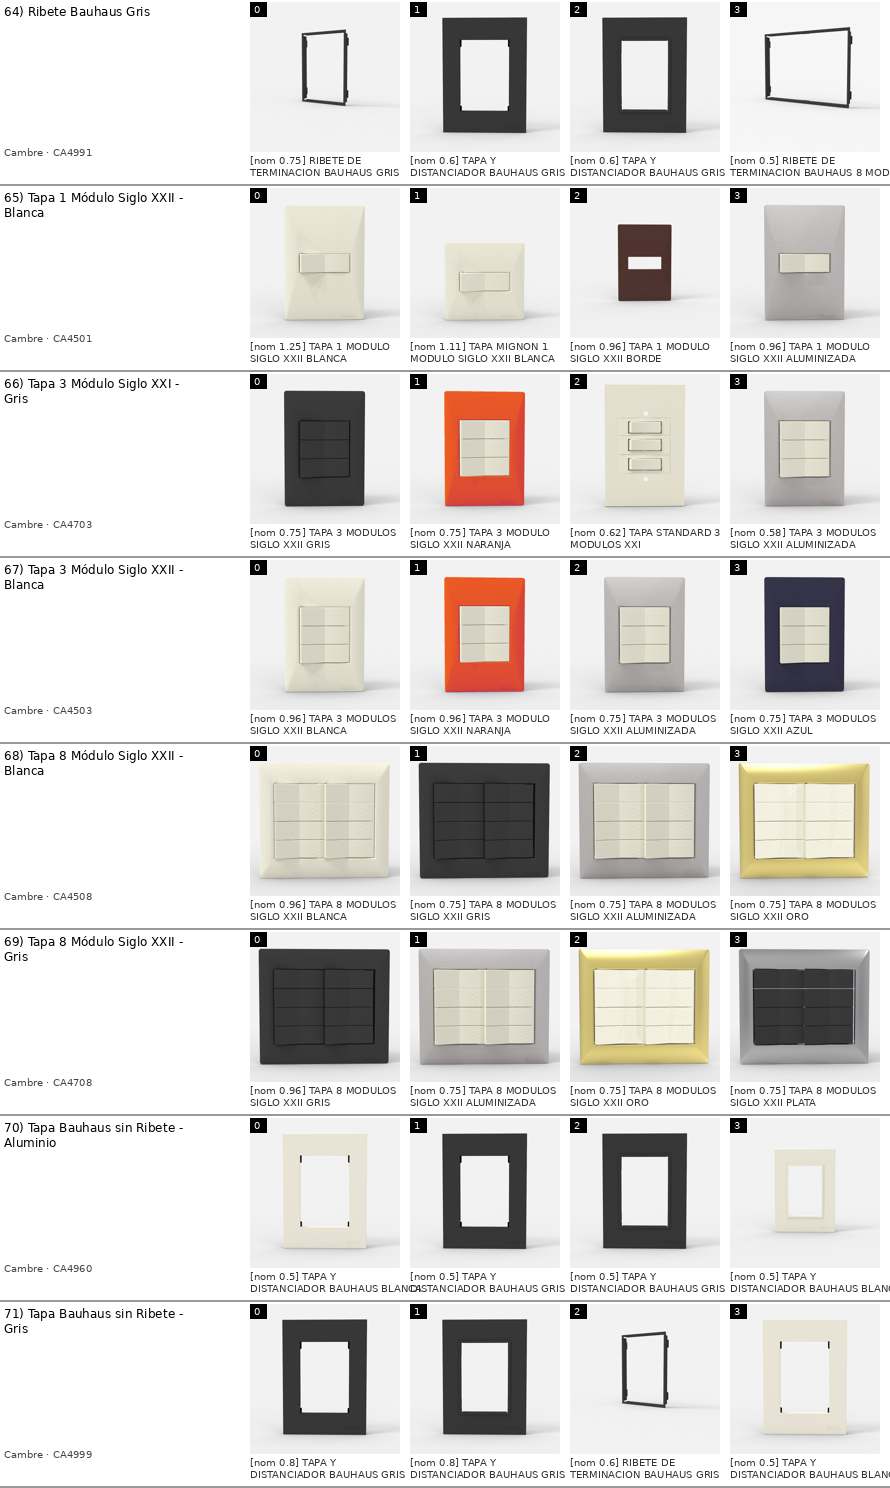 64) Ribete Bauhaus Gris
Cambre · CA4991
0
[nom 0.75] RIBETE DE
TERMINACION BAUHAUS GRIS
1
[nom 0.6] TAPA Y
DISTANCIADOR BAUHAUS GRIS
2
[nom 0.6] TAPA Y
DISTANCIADOR BAUHAUS GRIS
3
[nom 0.5] RIBETE DE
TERMINACION BAUHAUS 8 MOD
65) Tapa 1 Módulo Siglo XXII -
Blanca
Cambre · CA4501
0
[nom 1.25] TAPA 1 MODULO
SIGLO XXII BLANCA
1
[nom 1.11] TAPA MIGNON 1
MODULO SIGLO XXII BLANCA
2
[nom 0.96] TAPA 1 MODULO
SIGLO XXII BORDE
3
[nom 0.96] TAPA 1 MODULO
SIGLO XXII ALUMINIZADA
66) Tapa 3 Módulo Siglo XXI -
Gris
Cambre · CA4703
0
[nom 0.75] TAPA 3 MODULOS
SIGLO XXII GRIS
1
[nom 0.75] TAPA 3 MODULO
SIGLO XXII NARANJA
2
[nom 0.62] TAPA STANDARD 3
MODULOS XXI
3
[nom 0.58] TAPA 3 MODULOS
SIGLO XXII ALUMINIZADA
67) Tapa 3 Módulo Siglo XXII -
Blanca
Cambre · CA4503
0
[nom 0.96] TAPA 3 MODULOS
SIGLO XXII BLANCA
1
[nom 0.96] TAPA 3 MODULO
SIGLO XXII NARANJA
2
[nom 0.75] TAPA 3 MODULOS
SIGLO XXII ALUMINIZADA
3
[nom 0.75] TAPA 3 MODULOS
SIGLO XXII AZUL
68) Tapa 8 Módulo Siglo XXII -
Blanca
Cambre · CA4508
0
[nom 0.96] TAPA 8 MODULOS
SIGLO XXII BLANCA
1
[nom 0.75] TAPA 8 MODULOS
SIGLO XXII GRIS
2
[nom 0.75] TAPA 8 MODULOS
SIGLO XXII ALUMINIZADA
3
[nom 0.75] TAPA 8 MODULOS
SIGLO XXII ORO
69) Tapa 8 Módulo Siglo XXII -
Gris
Cambre · CA4708
0
[nom 0.96] TAPA 8 MODULOS
SIGLO XXII GRIS
1
[nom 0.75] TAPA 8 MODULOS
SIGLO XXII ALUMINIZADA
2
[nom 0.75] TAPA 8 MODULOS
SIGLO XXII ORO
3
[nom 0.75] TAPA 8 MODULOS
SIGLO XXII PLATA
70) Tapa Bauhaus sin Ribete -
Aluminio
Cambre · CA4960
0
[nom 0.5] TAPA Y
DISTANCIADOR BAUHAUS BLANCA
1
[nom 0.5] TAPA Y
DISTANCIADOR BAUHAUS GRIS
2
[nom 0.5] TAPA Y
DISTANCIADOR BAUHAUS GRIS
3
[nom 0.5] TAPA Y
DISTANCIADOR BAUHAUS BLANC
71) Tapa Bauhaus sin Ribete -
Gris
Cambre · CA4999
0
[nom 0.8] TAPA Y
DISTANCIADOR BAUHAUS GRIS
1
[nom 0.8] TAPA Y
DISTANCIADOR BAUHAUS GRIS
2
[nom 0.6] RIBETE DE
TERMINACION BAUHAUS GRIS
3
[nom 0.5] TAPA Y
DISTANCIADOR BAUHAUS BLANC